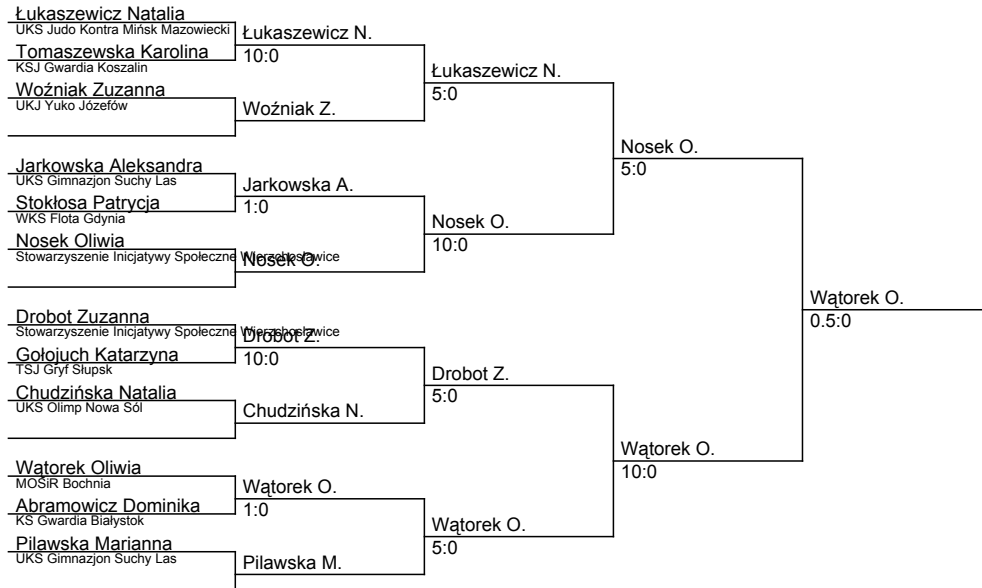 Łukaszewicz Natalia
UKS Judo Kontra Mińsk Mazowiecki
Łukaszewicz N.
Tomaszewska Karolina
10:0
KSJ Gwardia Koszalin
Łukaszewicz N.
Woźniak Zuzanna
5:0
UKJ Yuko Józefów
Woźniak Z.
Nosek O.
Jarkowska Aleksandra
5:0
UKS Gimnazjon Suchy Las
Jarkowska A.
Stokłosa Patrycja
1:0
WKS Flota Gdynia
Nosek O.
Nosek Oliwia
10:0
Stowarzyszenie Inicjatywy Społeczne Wierzchosławice
Nosek O.
Wątorek O.
Drobot Zuzanna
0.5:0
Stowarzyszenie Inicjatywy Społeczne Wierzchosławice
Drobot Z.
Gołojuch Katarzyna
10:0
TSJ Gryf Słupsk
Drobot Z.
Chudzińska Natalia
5:0
UKS Olimp Nowa Sól
Chudzińska N.
Wątorek O.
Wątorek Oliwia
10:0
MOSiR Bochnia
Wątorek O.
Abramowicz Dominika
1:0
KS Gwardia Białystok
Wątorek O.
Pilawska Marianna
5:0
UKS Gimnazjon Suchy Las
Pilawska M.